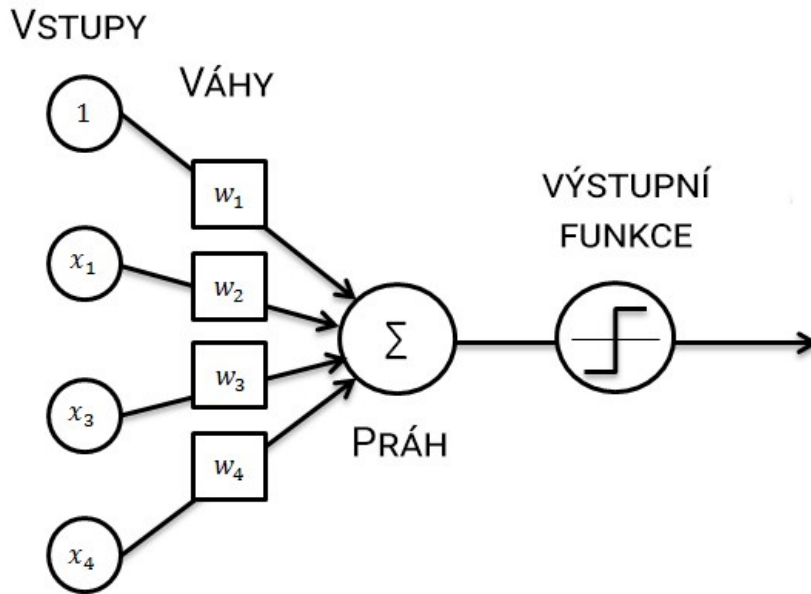 VSTUPY
VÁHY
1
w₁
VÝSTUPNÍ
FUNKCE
x₁
w₂
Σ
x₃
w₃
PRÁH
w₄
x₄